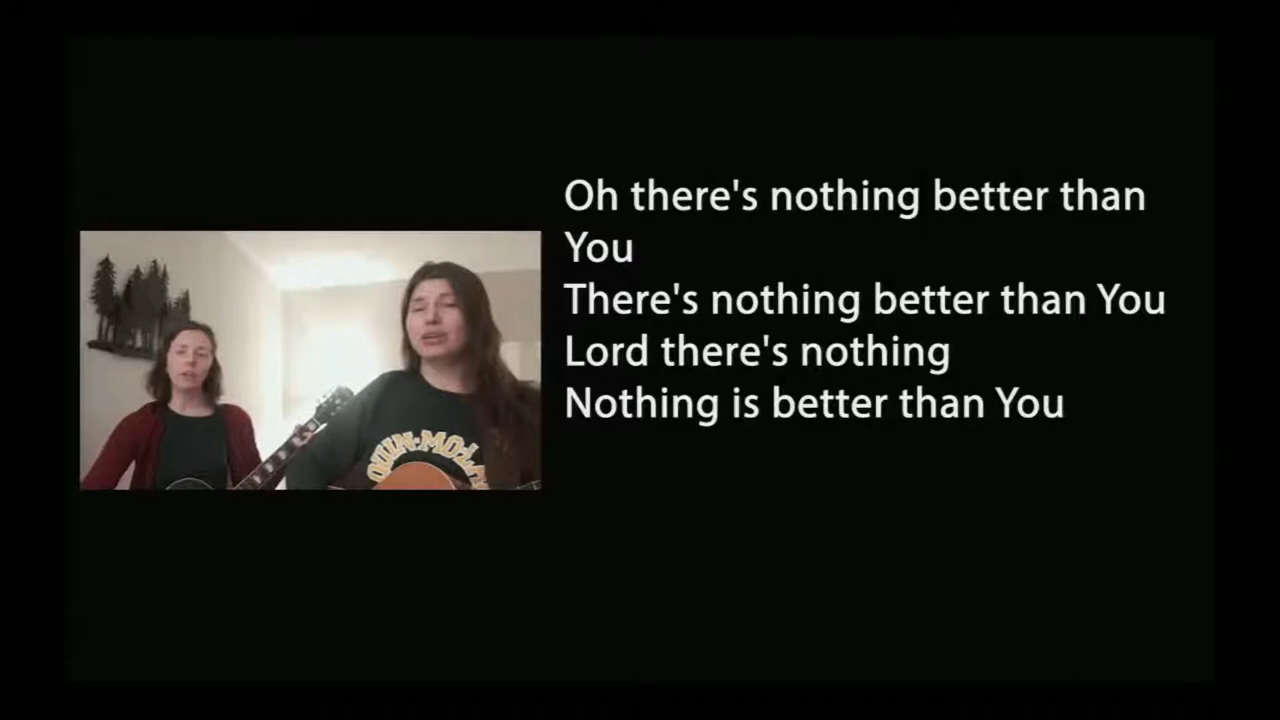 Oh there's nothing better than
You
There's nothing better than You
Lord there's nothing
Nothing is better than You